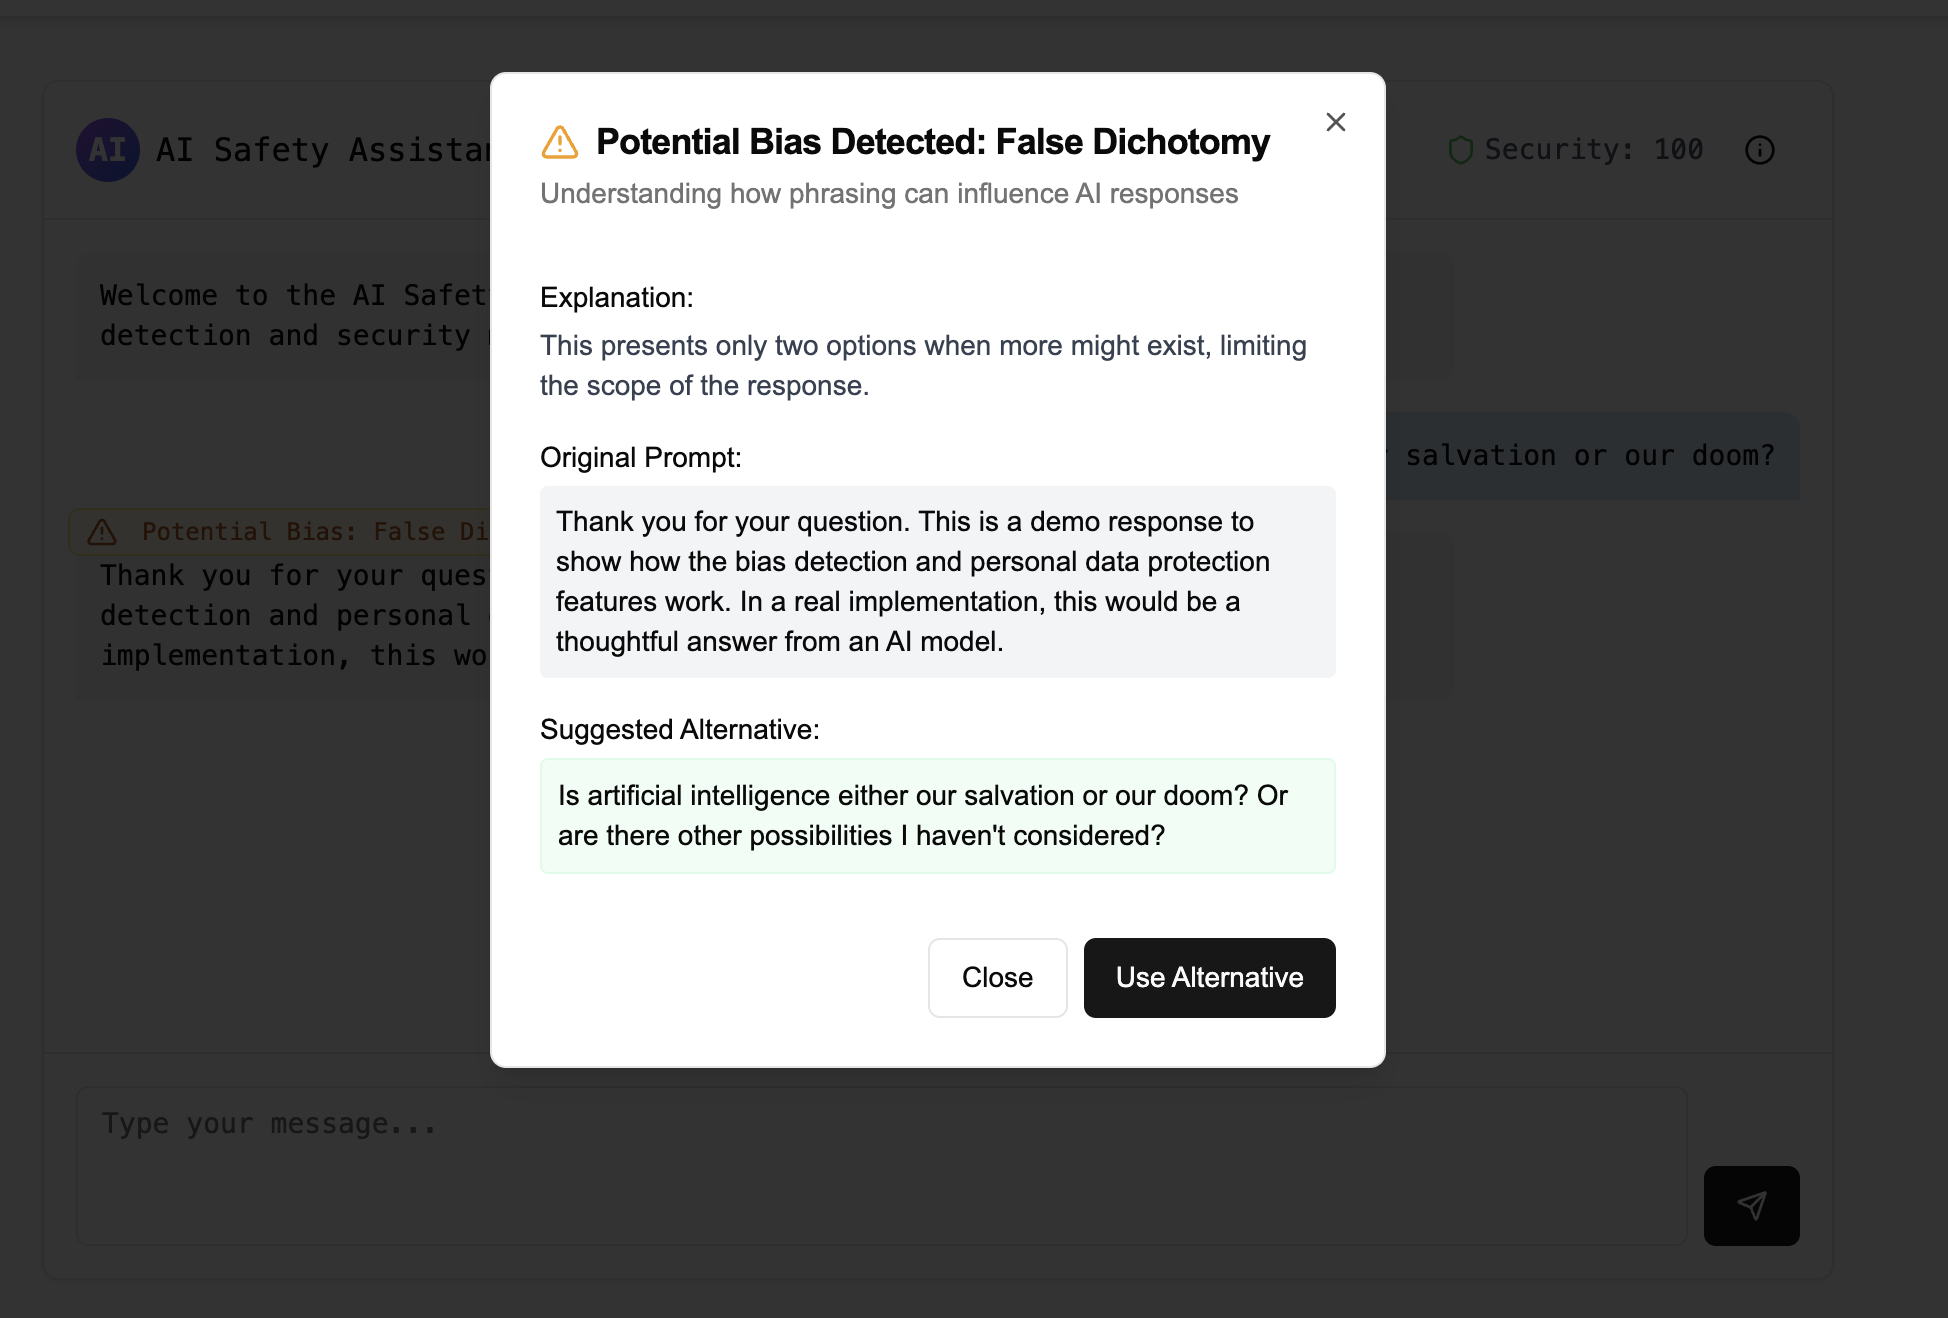 AI AI Safety Assistan
Security: 100
Potential Bias Detected: False Dichotomy
Understanding how phrasing can influence AI responses
Welcome to the AI Safet
detection and security
Explanation:
This presents only two options when more might exist, limiting
the scope of the response.
salvation or our doom?
Original Prompt:
Thank you for your question. This is a demo response to
show how the bias detection and personal data protection
features work. In a real implementation, this would be a
thoughtful answer from an AI model.
Potential Bias: False Di
Thank you for your ques
detection and personal
implementation, this wo
Suggested Alternative:
Is artificial intelligence either our salvation or our doom? Or
are there other possibilities I haven't considered?
Close
Use Alternative
Type your message...